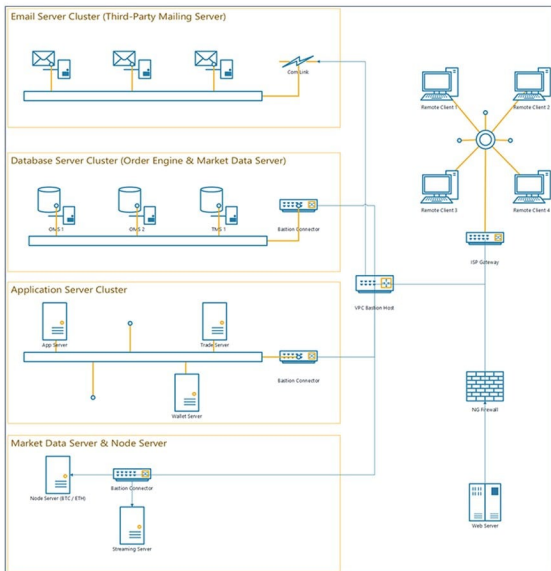 Email Server Cluster (Third-Party Mailing Server)
Com Link
Remote Client 1
Remote Client 2
Database Server Cluster (Order Engine & Market Data Server)
OMS 1
OMS 2
TMS 1
Bastion Connector
Remote Client 3
Remote Client 4
ISP Gateway
Application Server Cluster
VPC Bastion Host
App Server
Trade Server
Bastion Connector
Wallet Server
NG Firewall
Market Data Server & Node Server
Node Server (BTC / ETH)
Bastion Connector
Web Server
Streaming Server